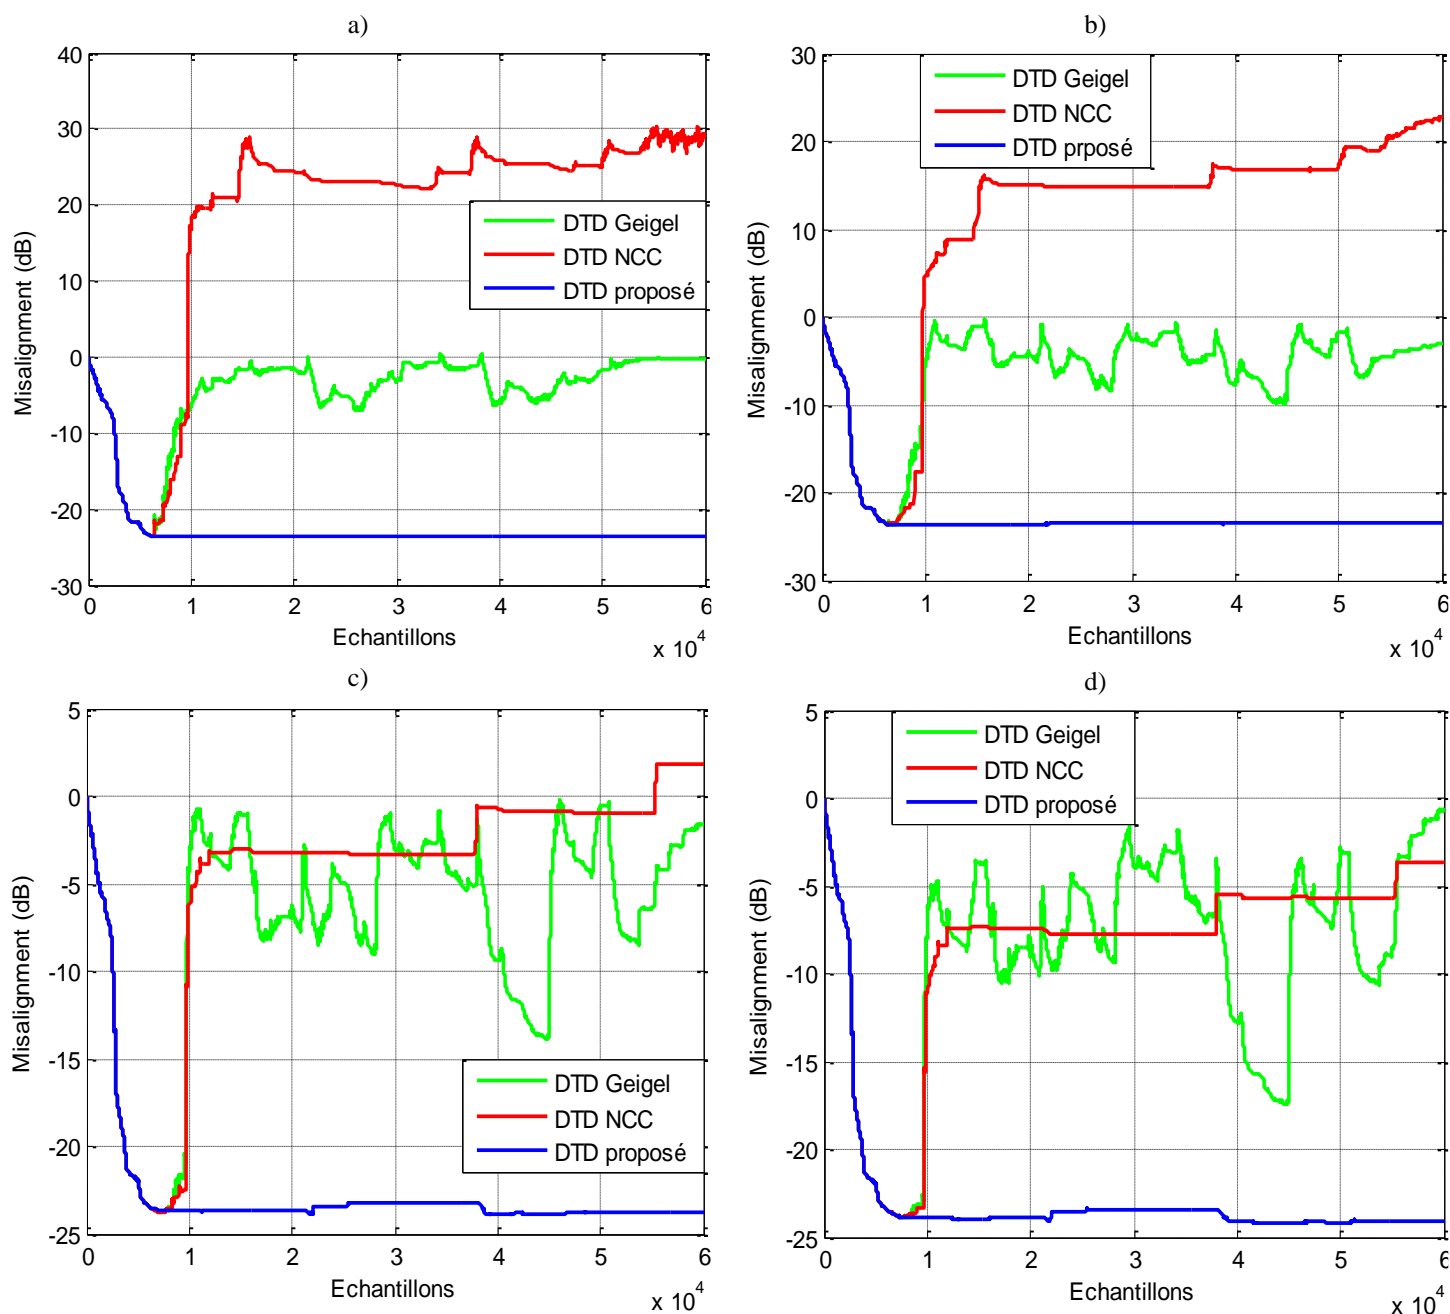 a)
40
30
20
10
0
-10
-20
-30
Misalignment (dB)
DTD Geigel
DTD NCC
DTD proposé
0 1 2 3 4 5 6
Echantillons
x 10^4
b)
30
20
10
0
-10
-20
-30
Misalignment (dB)
DTD Geigel
DTD NCC
DTD prposé
0 1 2 3 4 5 6
Echantillons
x 10^4
c)
5
0
-5
-10
-15
-20
-25
Misalignment (dB)
DTD Geigel
DTD NCC
DTD proposé
0 1 2 3 4 5 6
Echantillons
x 10^4
d)
5
0
-5
-10
-15
-20
-25
Misalignment (dB)
DTD Geigel
DTD NCC
DTD proposé
0 1 2 3 4 5 6
Echantillons
x 10^4